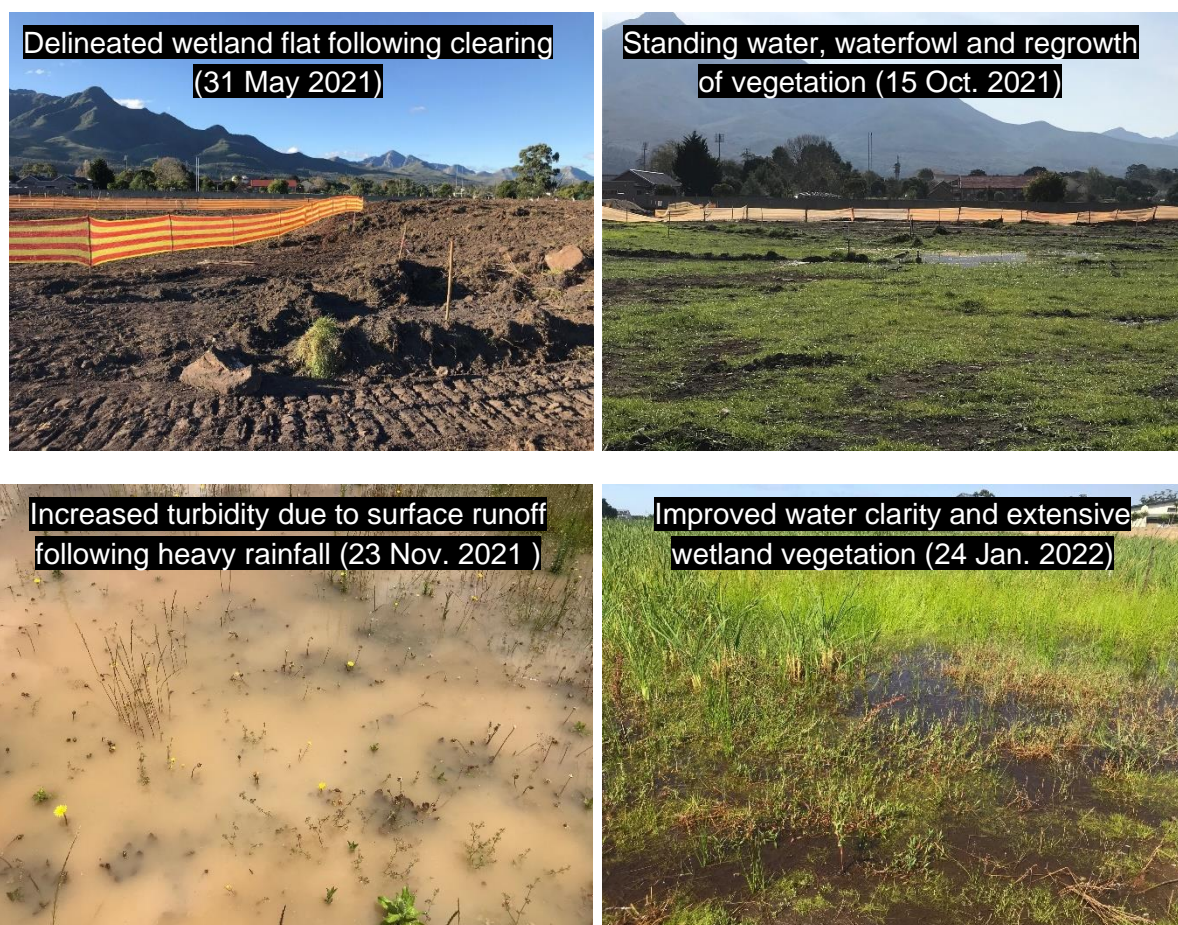 Delineated wetland flat following clearing
(31 May 2021)
Standing water, waterfowl and regrowth
of vegetation (15 Oct. 2021)
Increased turbidity due to surface runoff
following heavy rainfall (23 Nov. 2021 )
Improved water clarity and extensive
wetland vegetation (24 Jan. 2022)